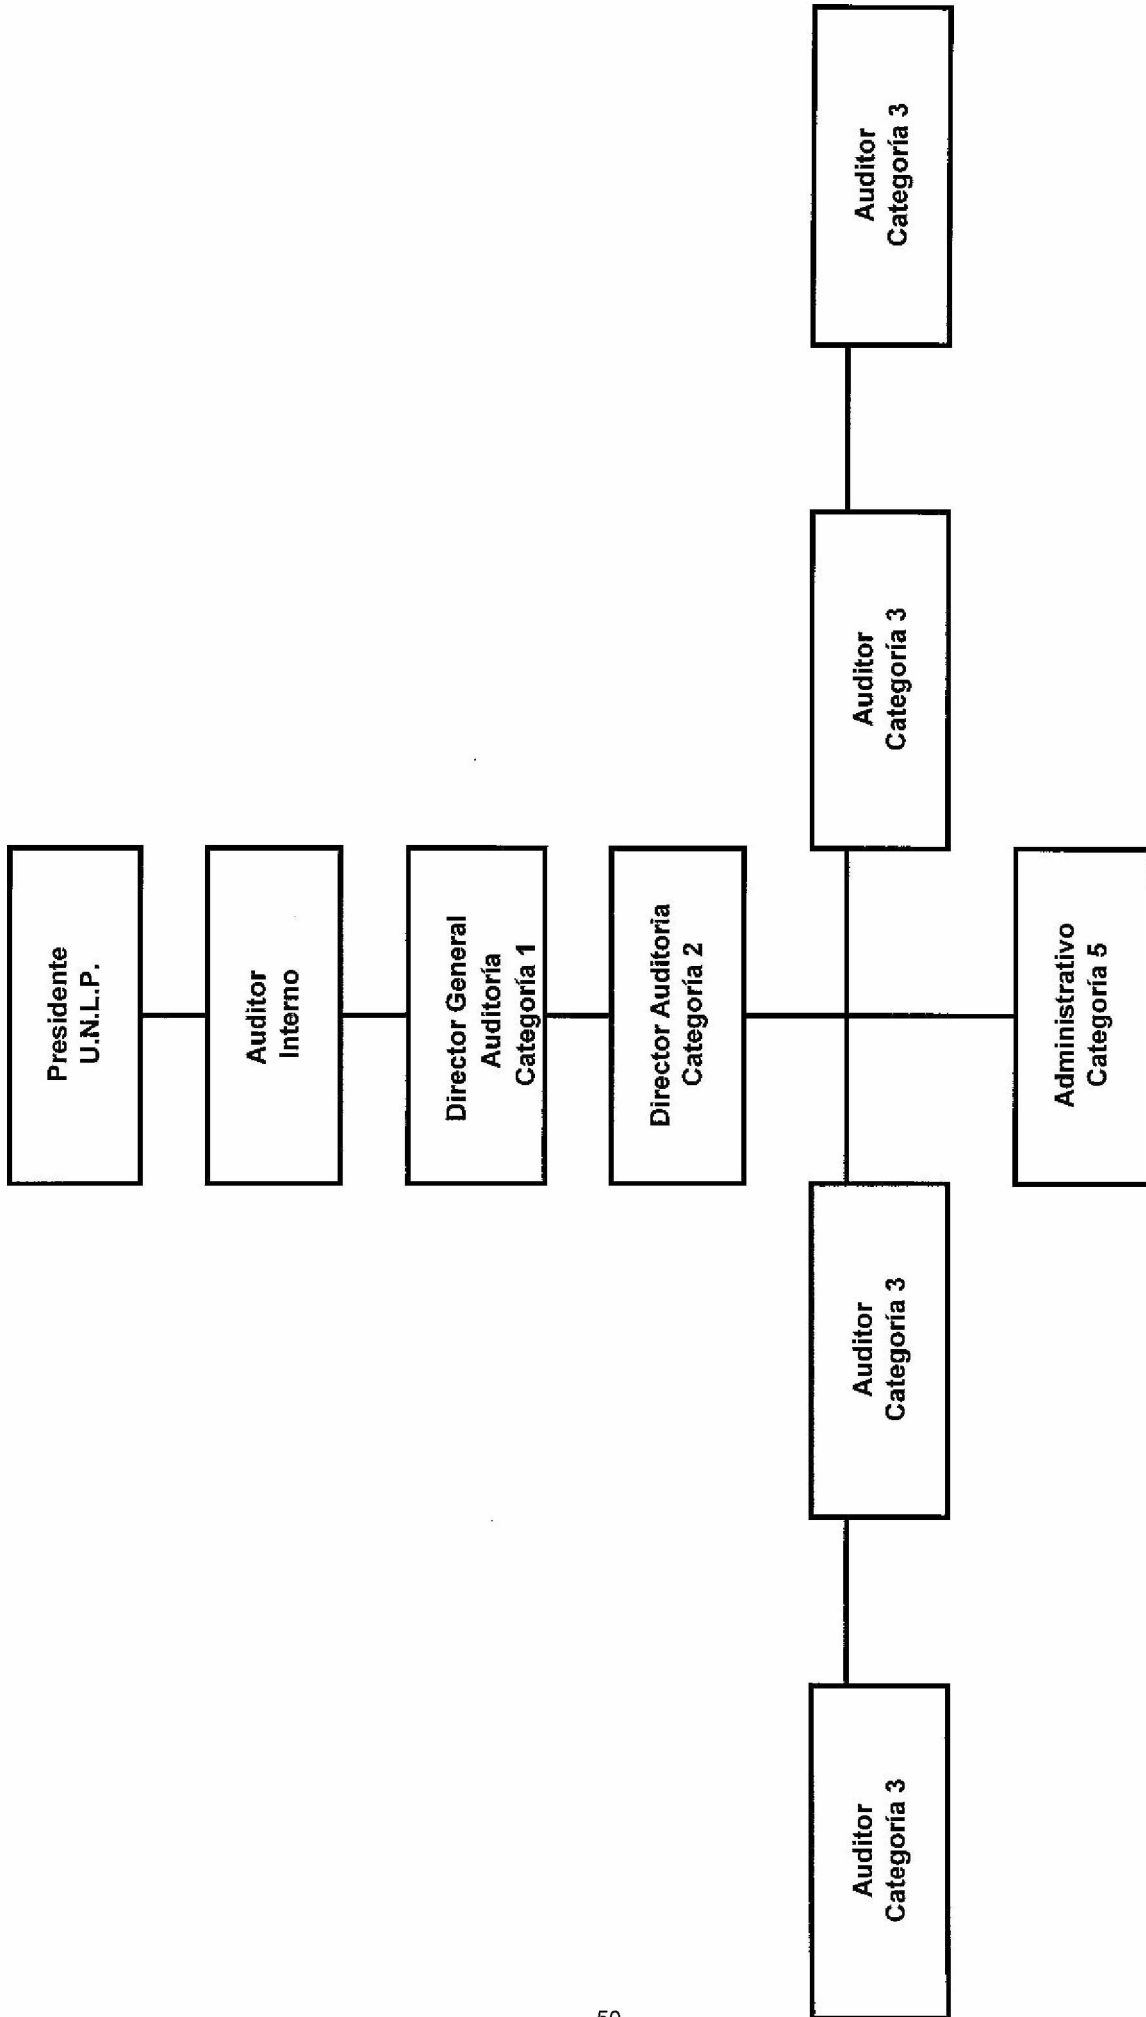 Presidente
U.N.L.P.
Auditor
Interno
Director General
Auditoría
Categoría 1
Director Auditoria
Categoría 2
Auditor
Categoría 3
Auditor
Categoría 3
Auditor
Categoría 3
Auditor
Categoría 3
Administrativo
Categoría 5